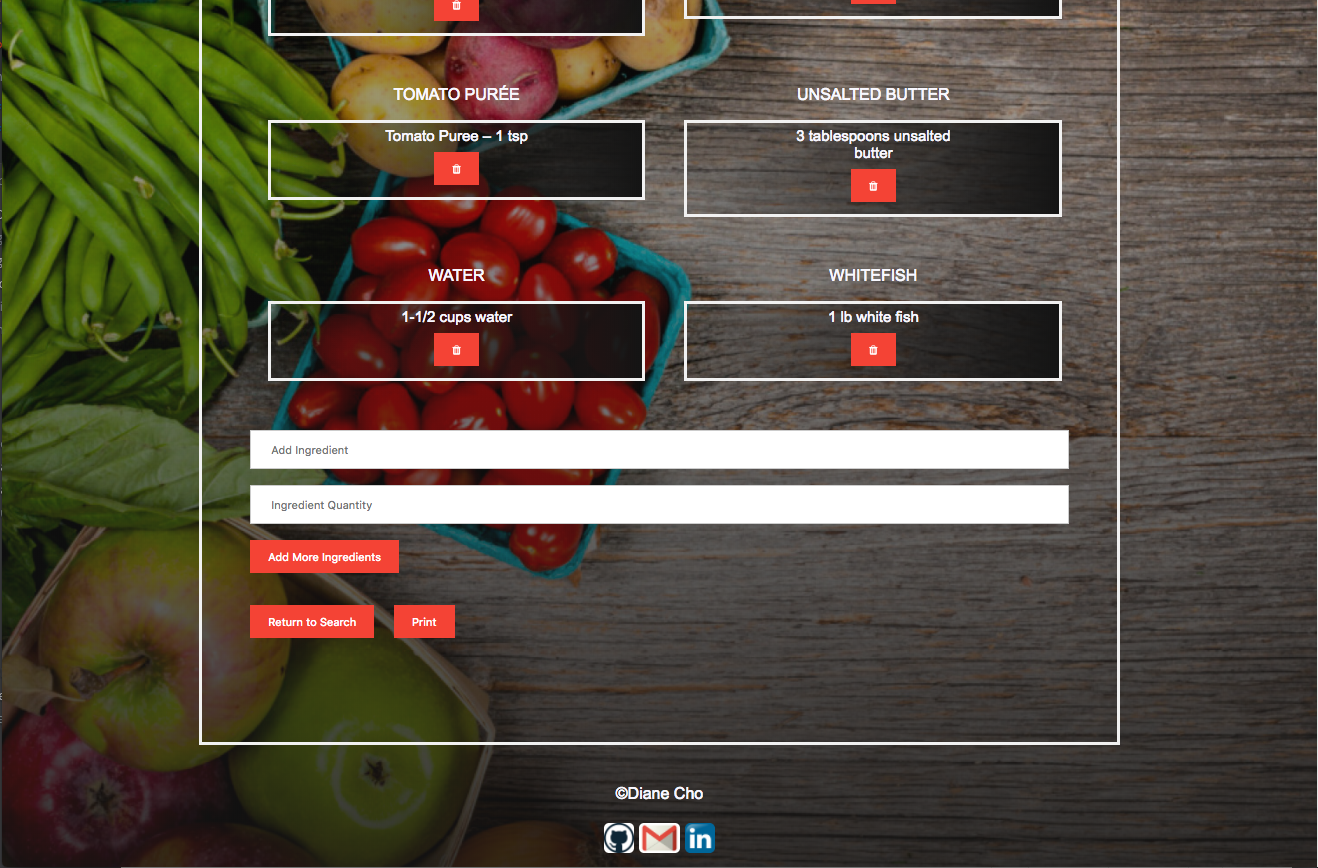 TOMATO PURÉE
Tomato Puree – 1 tsp
UNSALTED BUTTER
3 tablespoons unsalted
butter
WATER
1-1/2 cups water
WHITEFISH
1 lb white fish
Add Ingredient
Ingredient Quantity
Add More Ingredients
Return to Search
Print
©Diane Cho
in